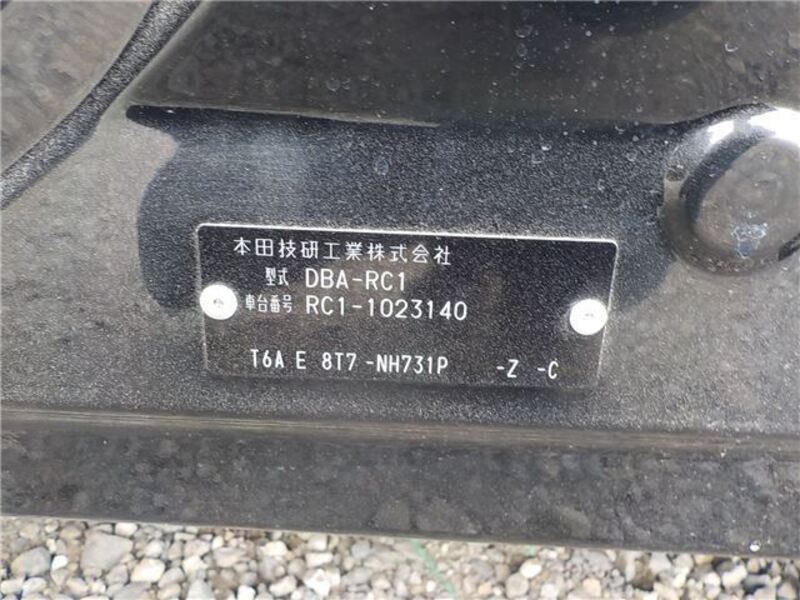 本田技研工業株式会社
型式 DBA-RC1
車台番号 RC1-1023140
T6A E 8T7 -NH731P -Z -C